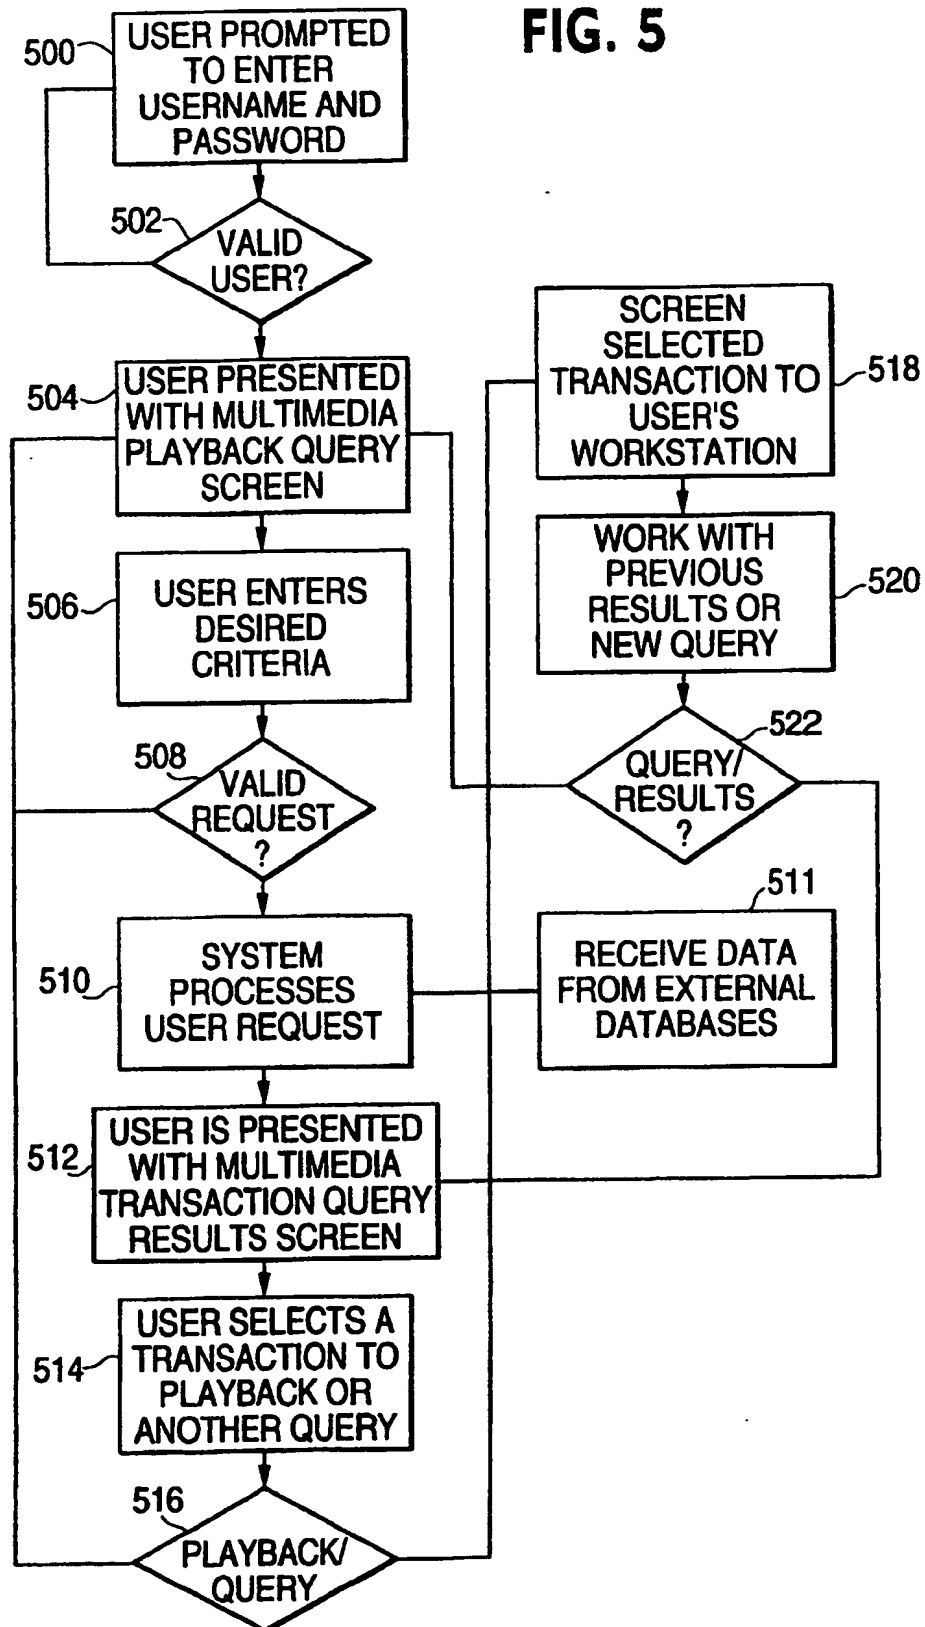 FIG. 5
500
USER PROMPTED
TO ENTER
USERNAME AND
PASSWORD
502
VALID
USER?
504
USER PRESENTED
WITH MULTIMEDIA
PLAYBACK QUERY
SCREEN
506
USER ENTERS
DESIRED
CRITERIA
508
VALID
REQUEST
?
510
SYSTEM
PROCESSES
USER REQUEST
511
RECEIVE DATA
FROM EXTERNAL
DATABASES
512
USER IS PRESENTED
WITH MULTIMEDIA
TRANSACTION QUERY
RESULTS SCREEN
514
USER SELECTS A
TRANSACTION TO
PLAYBACK OR
ANOTHER QUERY
516
PLAYBACK/
QUERY
SCREEN
SELECTED
TRANSACTION TO
USER'S
WORKSTATION
518
WORK WITH
PREVIOUS
RESULTS OR
NEW QUERY
520
522
QUERY/
RESULTS
?